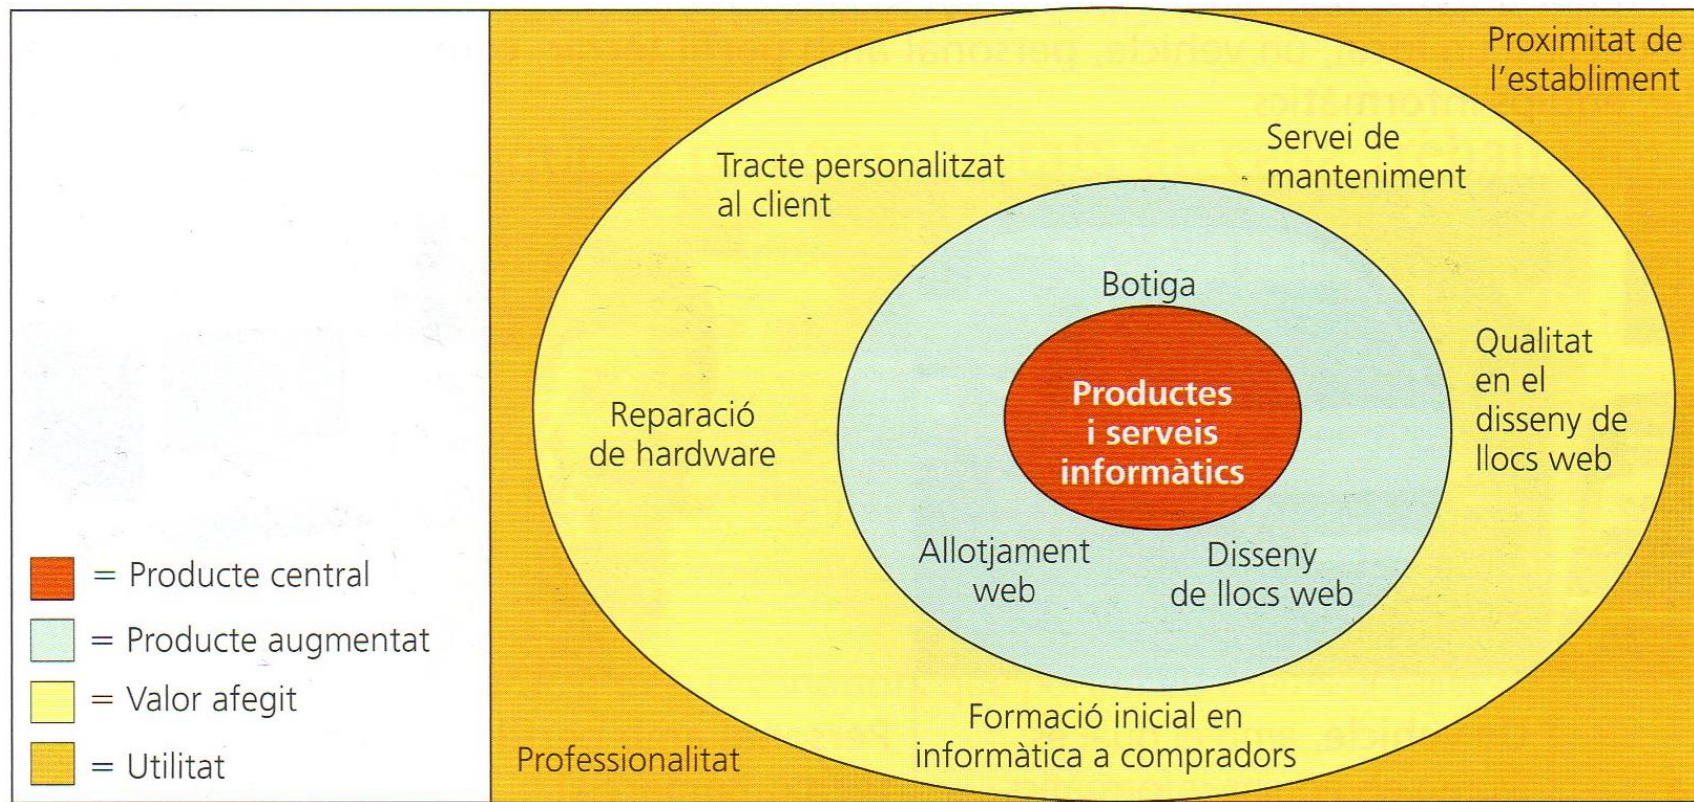 Proximitat de
l'establiment
Servei de
manteniment
Tracte personalitzat
al client
Botiga
Qualitat
en el
disseny de
llocs web
Productes
i serveis
informàtics
Reparació
de hardware
Allotjament
web
Disseny
de llocs web
Formació inicial en
informàtica a compradors
Professionalitat
= Producte central
= Producte augmentat
= Valor afegit
= Utilitat